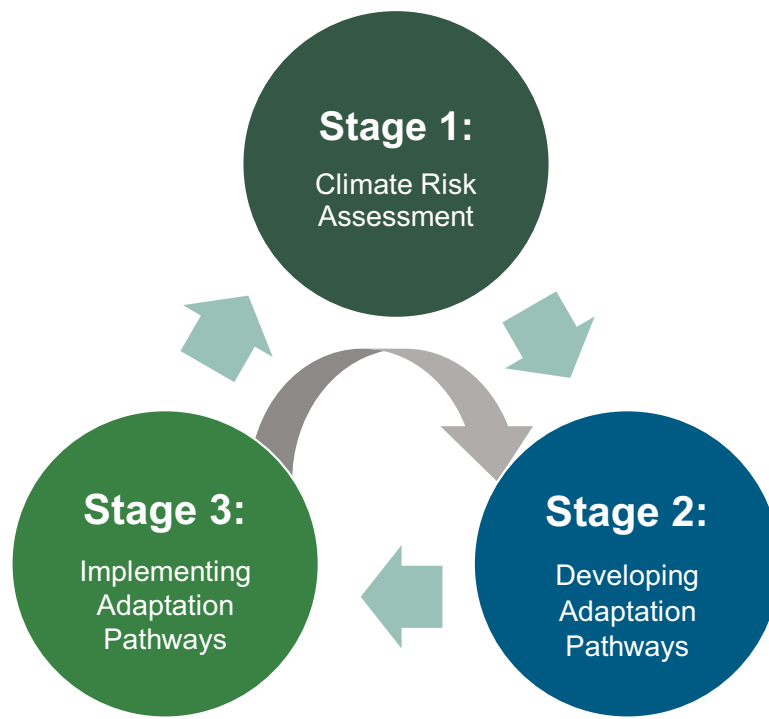 Stage 1:
Climate Risk
Assessment
Stage 3:
Implementing
Adaptation
Pathways
Stage 2:
Developing
Adaptation
Pathways